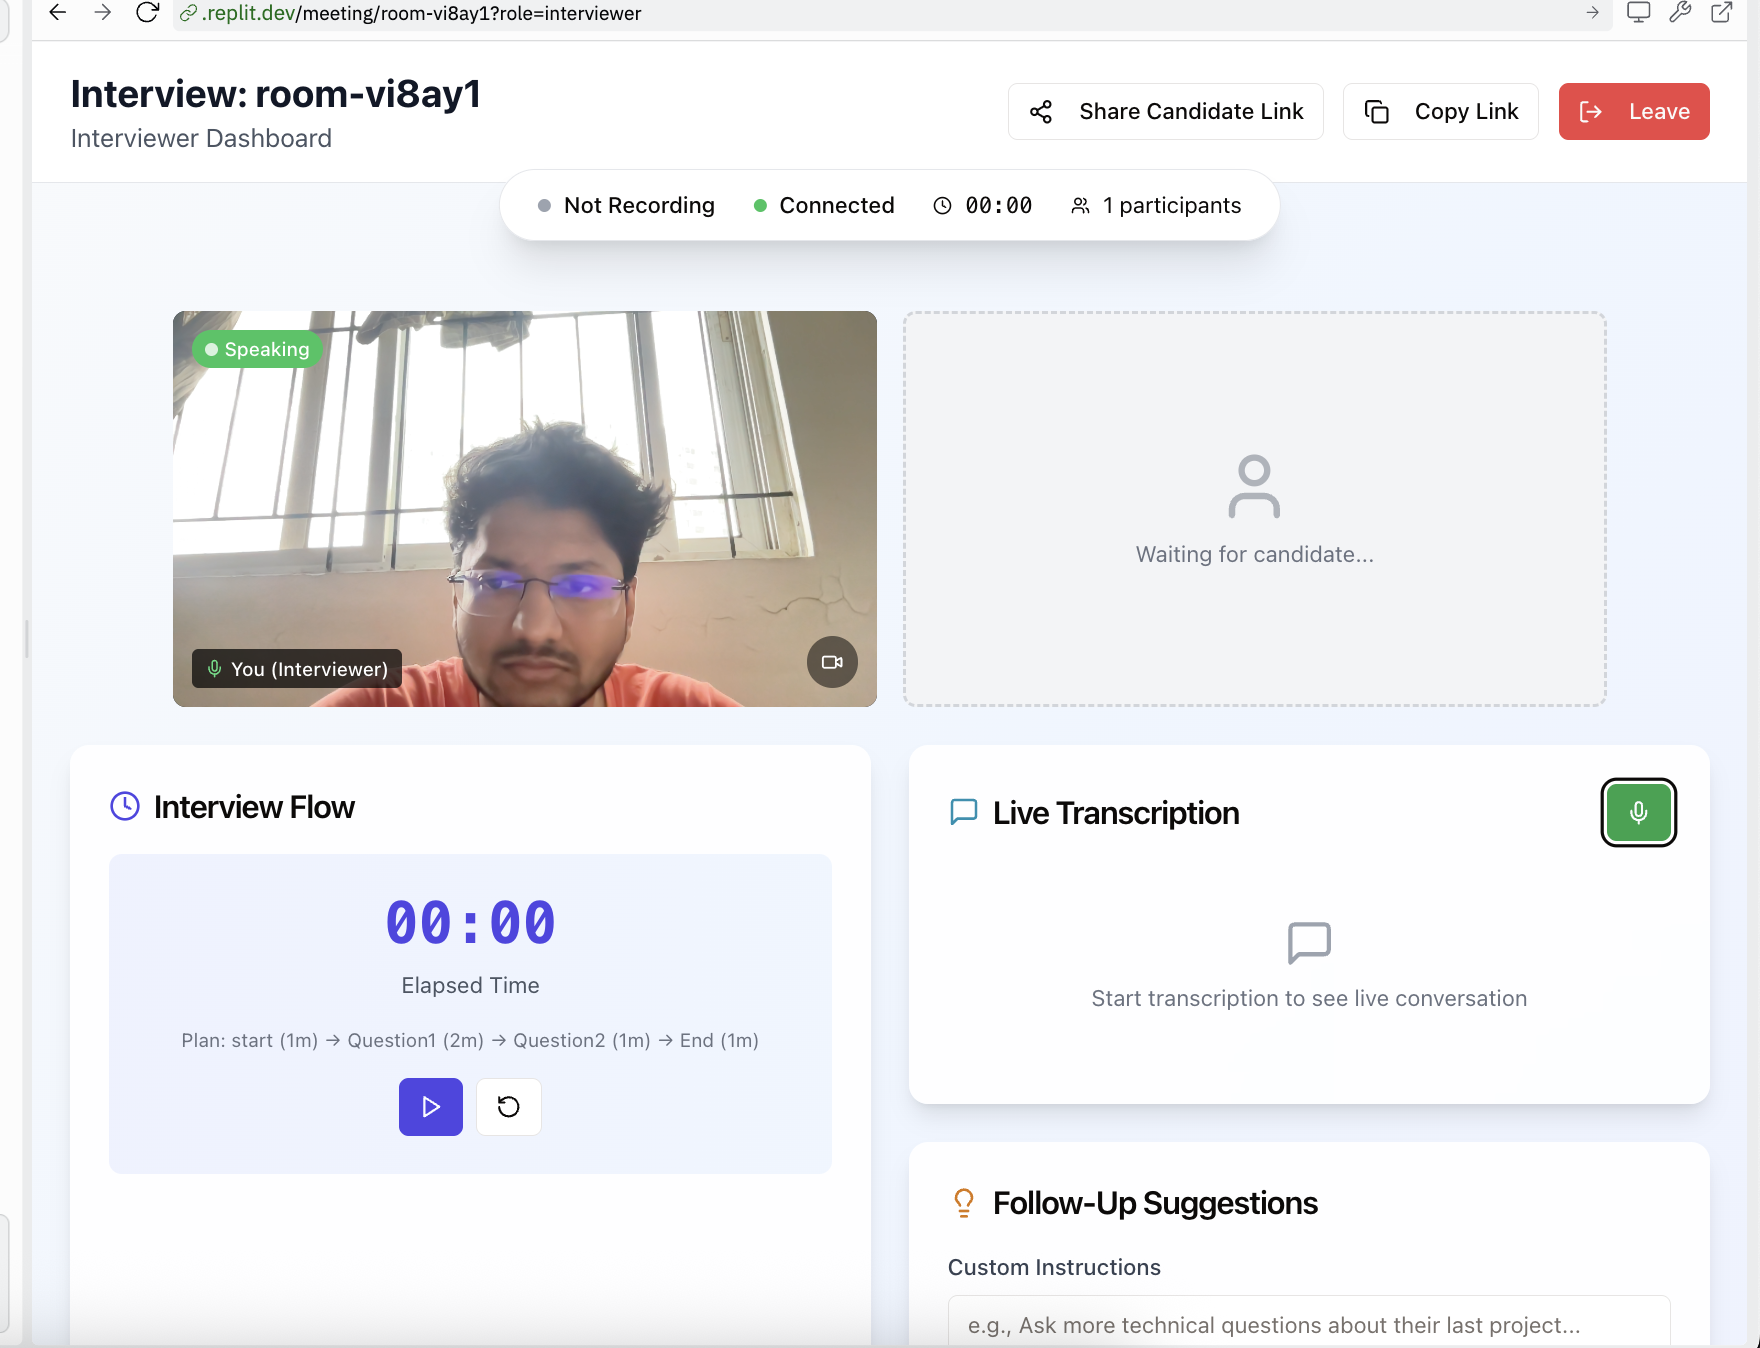 .replit.dev/meeting/room-vi8ay1?role=interviewer
Interview: room-vi8ay1
Interviewer Dashboard
Share Candidate Link
Copy Link
Leave
Not Recording
Connected
00:00
1 participants
Speaking
You (Interviewer)
Waiting for candidate...
Interview Flow
00:00
Elapsed Time
Plan: start (1m) → Question1 (2m) → Question2 (1m) → End (1m)
Live Transcription
Start transcription to see live conversation
Follow-Up Suggestions
Custom Instructions
e.g., Ask more technical questions about their last project...